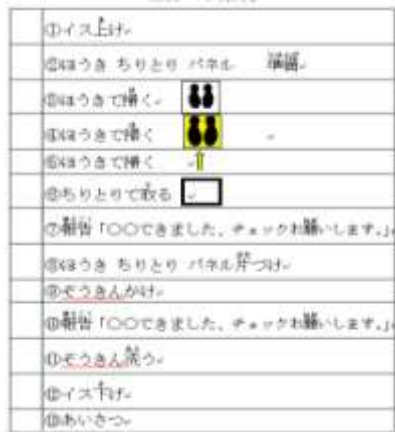 ①イス上げ
②ほうき ちりとり パネル 準備
③ほうきで掃く
④ほうきで掃く
⑤ほうきで掃く
⑥ちりとりで取る
⑦報告「〇〇できました、チェックお願いします。」
⑧ほうき ちりとり パネル片づけ
⑨ぞうきんがけ
⑩報告「〇〇できました、チェックお願いします。」
⑪ぞうきん洗う
⑫イス下げ
⑬あいさつ